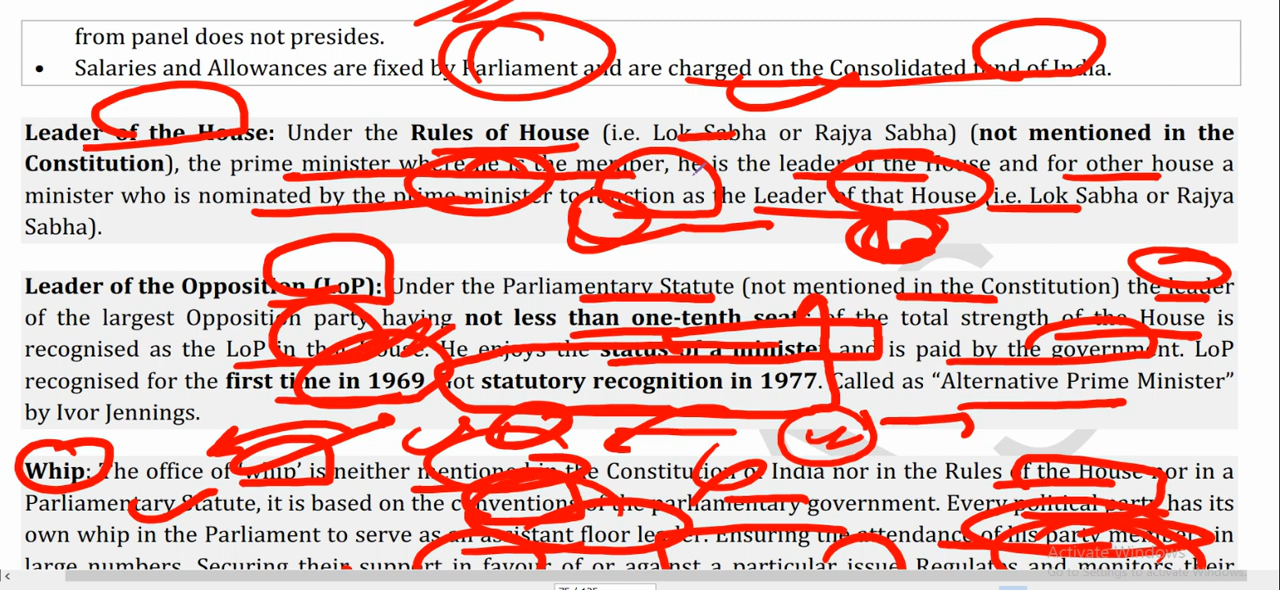 from panel does not presides.
• Salaries and Allowances are fixed by Parliament and are charged on the Consolidated fund of India.
Leader of the House: Under the Rules of House (i.e. Lok Sabha or Rajya Sabha) (not mentioned in the
Constitution), the prime minister where he is the member, he is the leader of the House and for other house a
minister who is nominated by the prime minister to function as the Leader of that House (i.e. Lok Sabha or Rajya
Sabha).
Leader of the Opposition (LoP): Under the Parliamentary Statute (not mentioned in the Constitution) the leader
of the largest Opposition party having not less than one-tenth seats of the total strength of the House is
recognised as the LoP in that House. He enjoys the status of a minister and is paid by the government. LoP
recognised for the first time in 1969. Got statutory recognition in 1977. Called as “Alternative Prime Minister”
by Ivor Jennings.
Whip: The office of ‘whip’ is neither mentioned in the Constitution of India nor in the Rules of the House nor in a
Parliamentary Statute, it is based on the conventions of the parliamentary government. Every political party has its
own whip in the Parliament to serve as an assistant floor leader. Ensuring the attendance of his party members in
large numbers. Securing their support in favour of or against a particular issue. Regulates and monitors their
Activate Windows
Go to Settings to activate Windows.
75 / 135